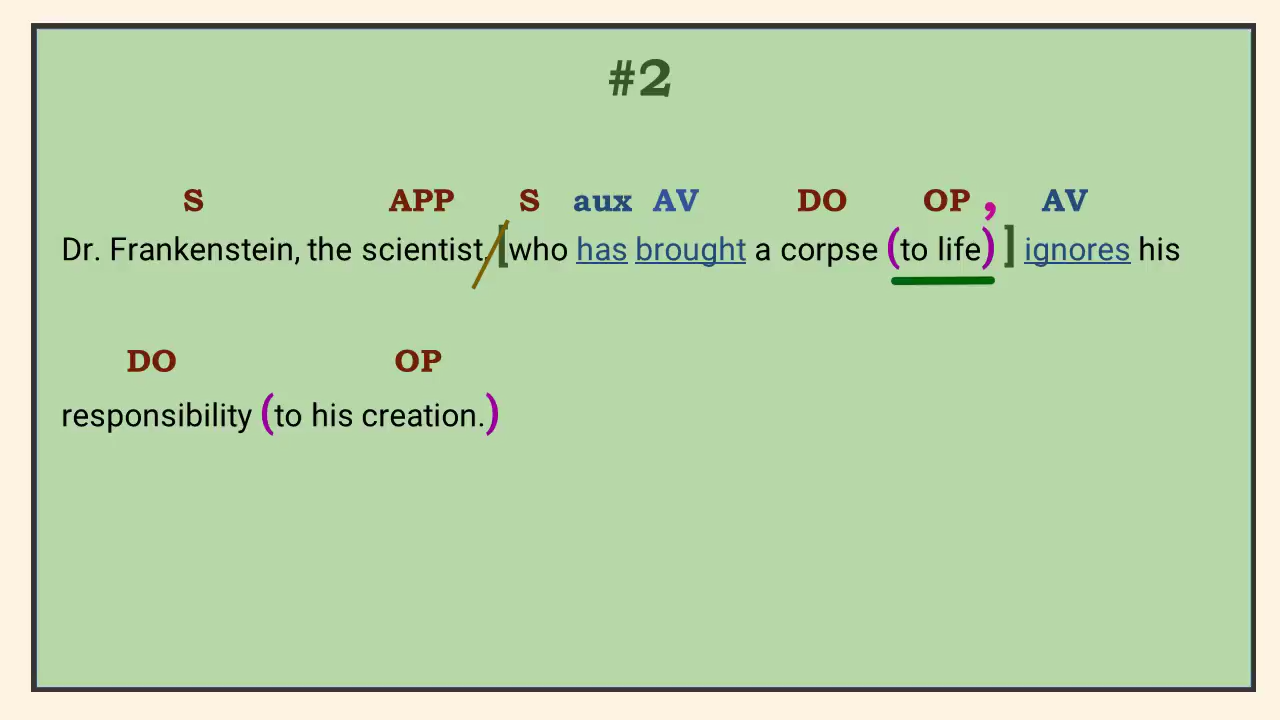 #2
S APP S aux AV DO OP , AV
Dr. Frankenstein, the scientist, [who has brought a corpse (to life) ] ignores his
DO OP
responsibility (to his creation.)